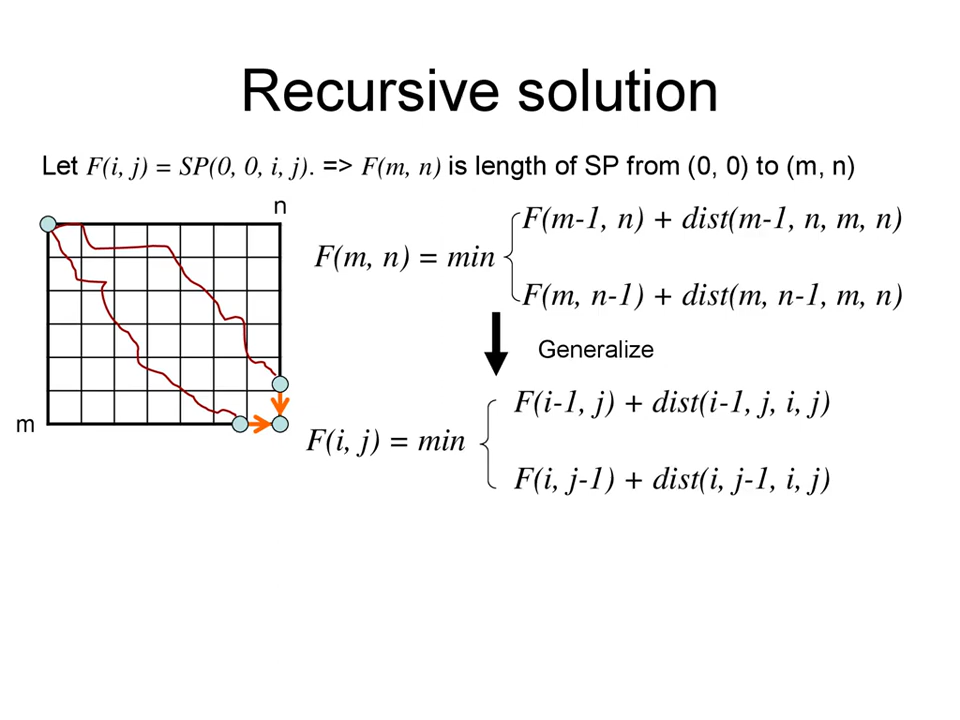 Recursive solution
Let F(i, j) = SP(0, 0, i, j). => F(m, n) is length of SP from (0, 0) to (m, n)
n
F(m-1, n) + dist(m-1, n, m, n)
F(m, n) = min
F(m, n-1) + dist(m, n-1, m, n)
Generalize
F(i-1, j) + dist(i-1, j, i, j)
m
F(i, j) = min
F(i, j-1) + dist(i, j-1, i, j)